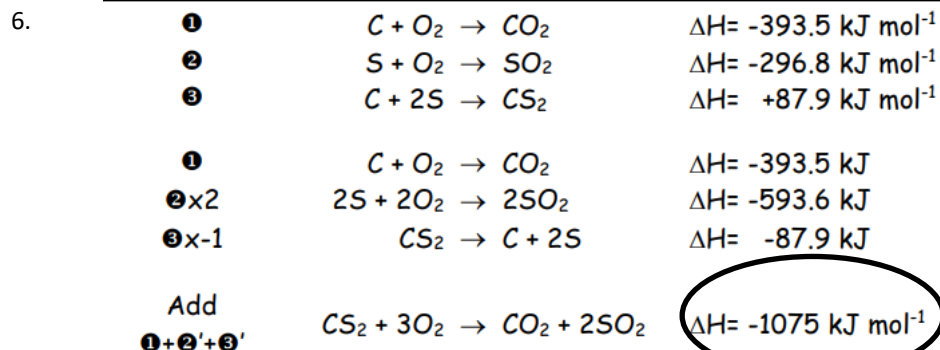 6.
❶ C + O₂ → CO₂ ΔH= -393.5 kJ mol⁻¹
❷ S + O₂ → SO₂ ΔH= -296.8 kJ mol⁻¹
❸ C + 2S → CS₂ ΔH= +87.9 kJ mol⁻¹
❶ C + O₂ → CO₂ ΔH= -393.5 kJ
❷x2 2S + 2O₂ → 2SO₂ ΔH= -593.6 kJ
❸x-1 CS₂ → C + 2S ΔH= -87.9 kJ
Add
❶+❷′+❸′ CS₂ + 3O₂ → CO₂ + 2SO₂ ΔH= -1075 kJ mol⁻¹